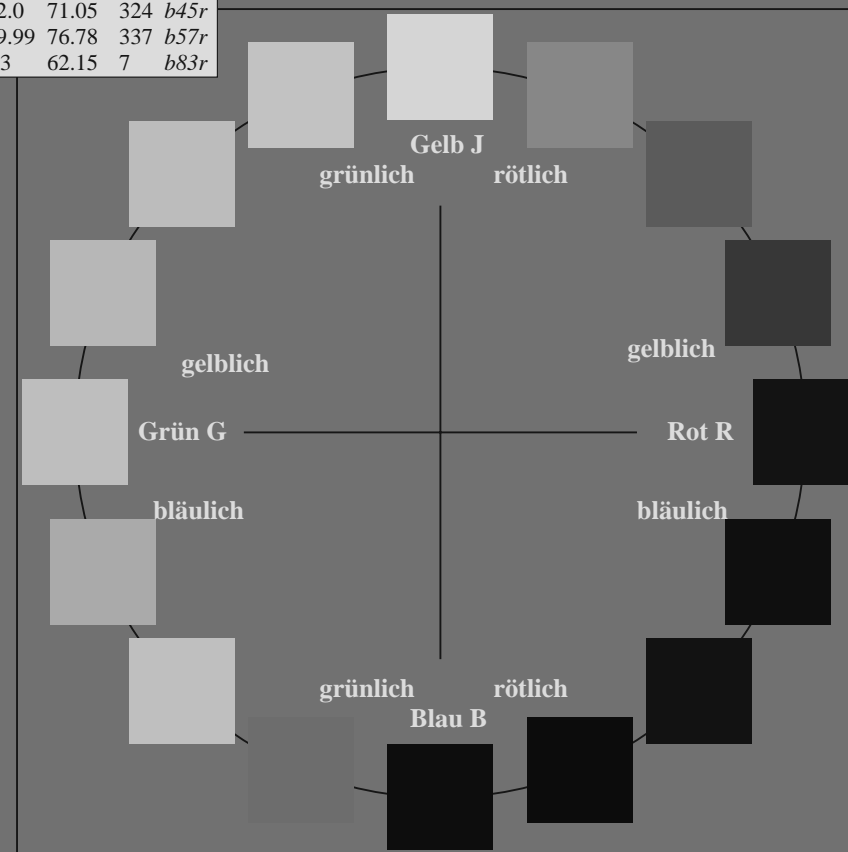 2.0 71.05 324 b45r
9.99 76.78 337 b57r
3 62.15 7 b83r
Gelb J
grünlich rötlich
gelblich gelblich
Grün G Rot R
bläulich bläulich
grünlich rötlich
Blau B